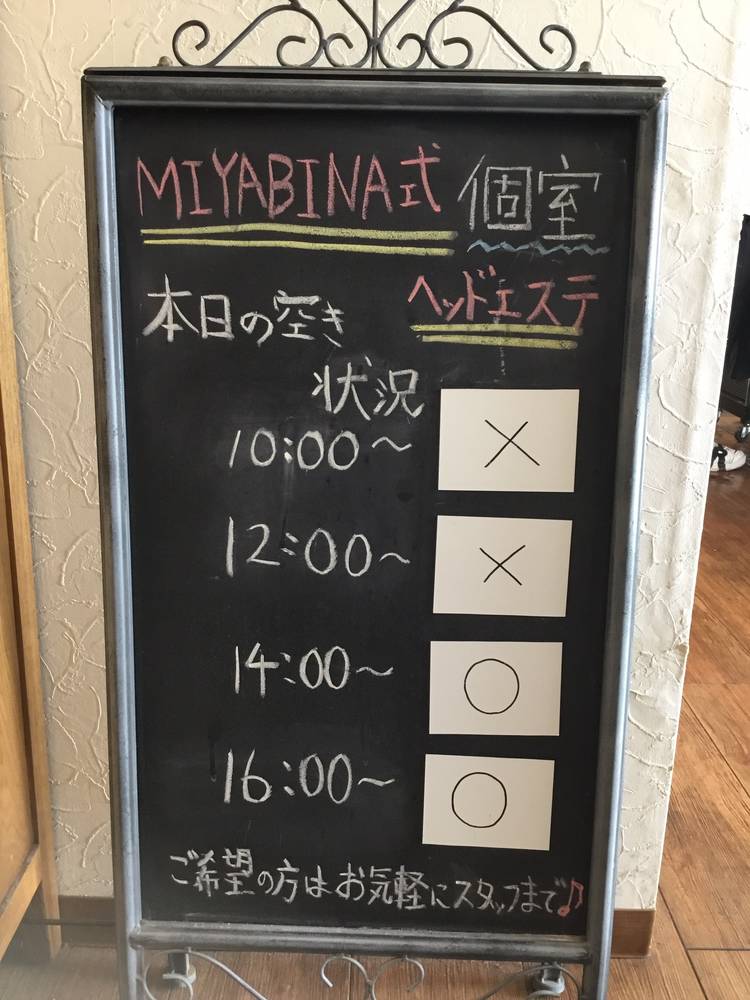 MIYABINA式 個室
ヘッドエステ
本日の空き
状況
10:00～ ×
12:00～ ×
14:00～ ○
16:00～ ○
ご希望の方はお気軽にスタッフまで♪